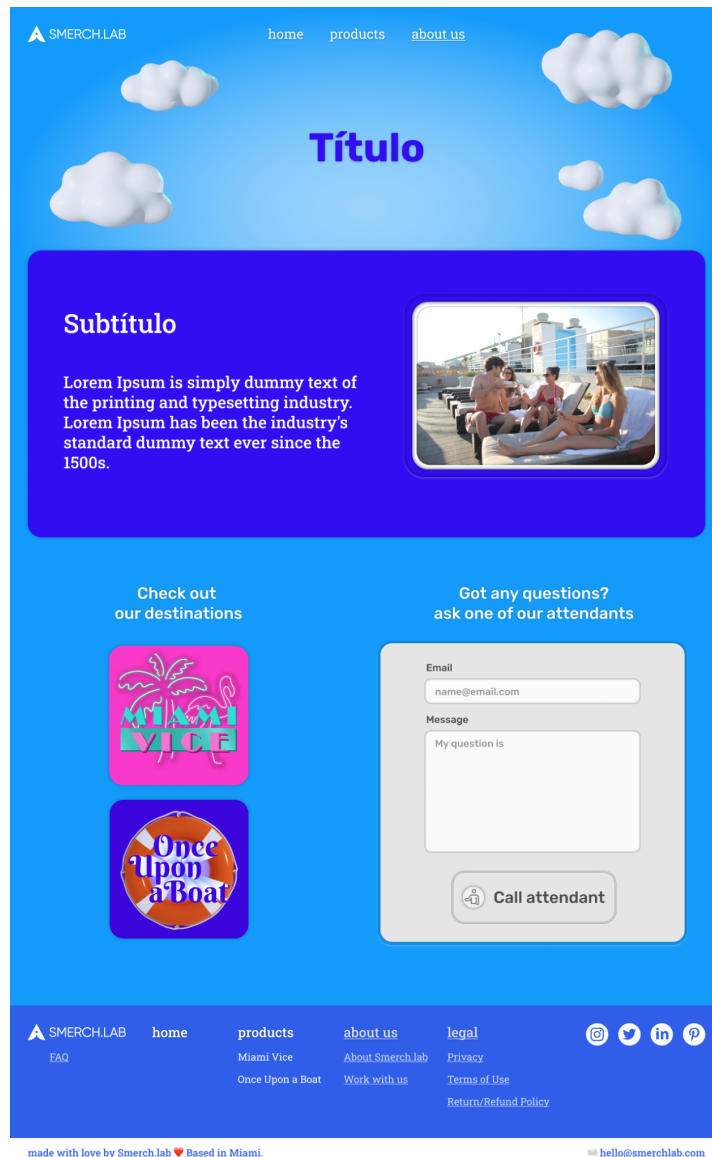 SMERCH.LAB
home products about us
Título
Subtítulo
Lorem Ipsum is simply dummy text of
the printing and typesetting industry.
Lorem Ipsum has been the industry's
standard dummy text ever since the
1500s.
Check out
our destinations
MIAMI
VICE
Once
Upon
a Boat
Got any questions?
ask one of our attendants
Email
name@email.com
Message
My question is
Call attendant
SMERCH.LAB
FAQ
home
products
Miami Vice
Once Upon a Boat
about us
About Smerch.lab
Work with us
legal
Privacy
Terms of Use
Return/Refund Policy
made with love by Smerch.lab ❤️ Based in Miami.
hello@smerchlab.com